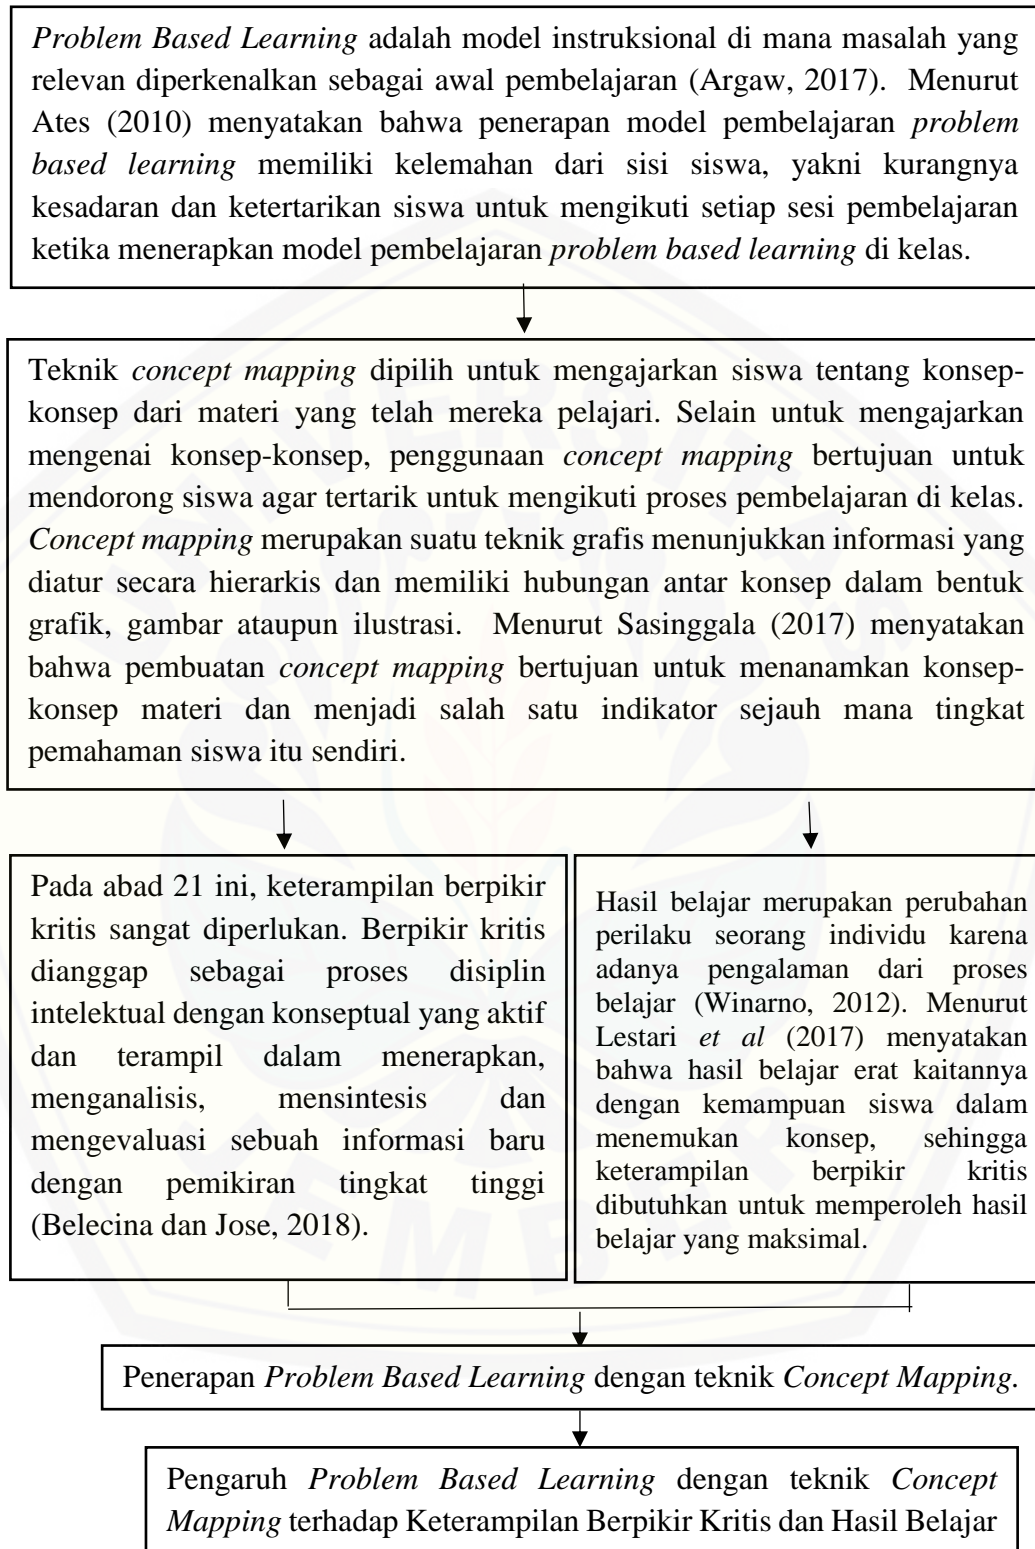 Problem Based Learning adalah model instruksional di mana masalah yang
relevan diperkenalkan sebagai awal pembelajaran (Argaw, 2017). Menurut
Ates (2010) menyatakan bahwa penerapan model pembelajaran problem
based learning memiliki kelemahan dari sisi siswa, yakni kurangnya
kesadaran dan ketertarikan siswa untuk mengikuti setiap sesi pembelajaran
ketika menerapkan model pembelajaran problem based learning di kelas.
Teknik concept mapping dipilih untuk mengajarkan siswa tentang konsep-
konsep dari materi yang telah mereka pelajari. Selain untuk mengajarkan
mengenai konsep-konsep, penggunaan concept mapping bertujuan untuk
mendorong siswa agar tertarik untuk mengikuti proses pembelajaran di kelas.
Concept mapping merupakan suatu teknik grafis menunjukkan informasi yang
diatur secara hierarkis dan memiliki hubungan antar konsep dalam bentuk
grafik, gambar ataupun ilustrasi. Menurut Sasinggala (2017) menyatakan
bahwa pembuatan concept mapping bertujuan untuk menanamkan konsep-
konsep materi dan menjadi salah satu indikator sejauh mana tingkat
pemahaman siswa itu sendiri.
Pada abad 21 ini, keterampilan berpikir
kritis sangat diperlukan. Berpikir kritis
dianggap sebagai proses disiplin
intelektual dengan konseptual yang aktif
dan terampil dalam menerapkan,
menganalisis, mensintesis dan
mengevaluasi sebuah informasi baru
dengan pemikiran tingkat tinggi
(Belecina dan Jose, 2018).
Hasil belajar merupakan perubahan
perilaku seorang individu karena
adanya pengalaman dari proses
belajar (Winarno, 2012). Menurut
Lestari et al (2017) menyatakan
bahwa hasil belajar erat kaitannya
dengan kemampuan siswa dalam
menemukan konsep, sehingga
keterampilan berpikir kritis
dibutuhkan untuk memperoleh hasil
belajar yang maksimal.
Penerapan Problem Based Learning dengan teknik Concept Mapping.
Pengaruh Problem Based Learning dengan teknik Concept
Mapping terhadap Keterampilan Berpikir Kritis dan Hasil Belajar
UNIVERSITAS
JEMBER